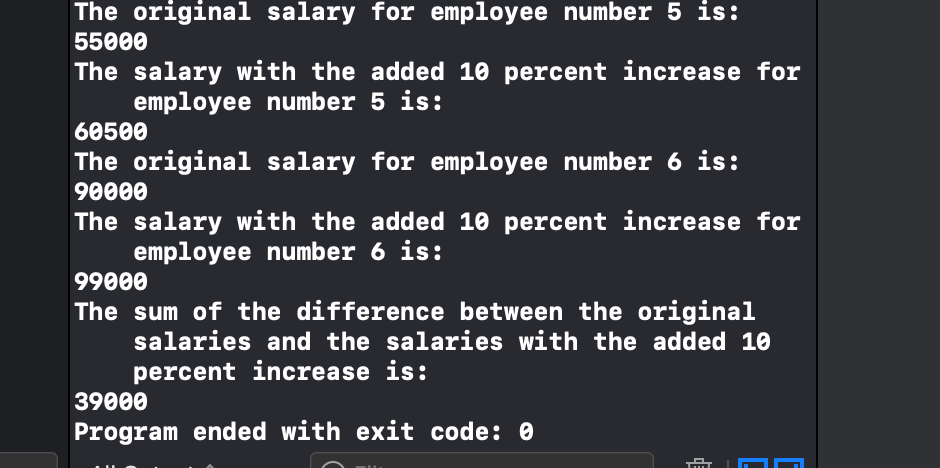 The original salary for employee number 5 is:
55000
The salary with the added 10 percent increase for
employee number 5 is:
60500
The original salary for employee number 6 is:
90000
The salary with the added 10 percent increase for
employee number 6 is:
99000
The sum of the difference between the original
salaries and the salaries with the added 10
percent increase is:
39000
Program ended with exit code: 0